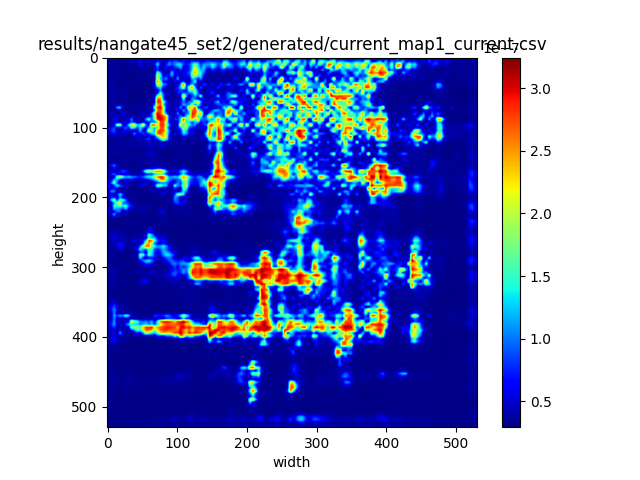 results/nangate45_set2/generated/current_map1_current.csv
1e−7
0
100
200
300
400
500
height
0 100 200 300 400 500
width
3.0
2.5
2.0
1.5
1.0
0.5